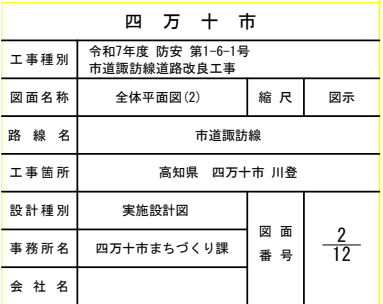 四万十市
工事種別
令和7年度 防安 第1-6-1号
市道諏訪線道路改良工事
図面名称
全体平面図(2)
縮尺
図示
路線名
市道諏訪線
工事箇所
高知県 四万十市 川登
設計種別
実施設計図
図面
番号
2
12
事務所名
四万十市まちづくり課
会社名